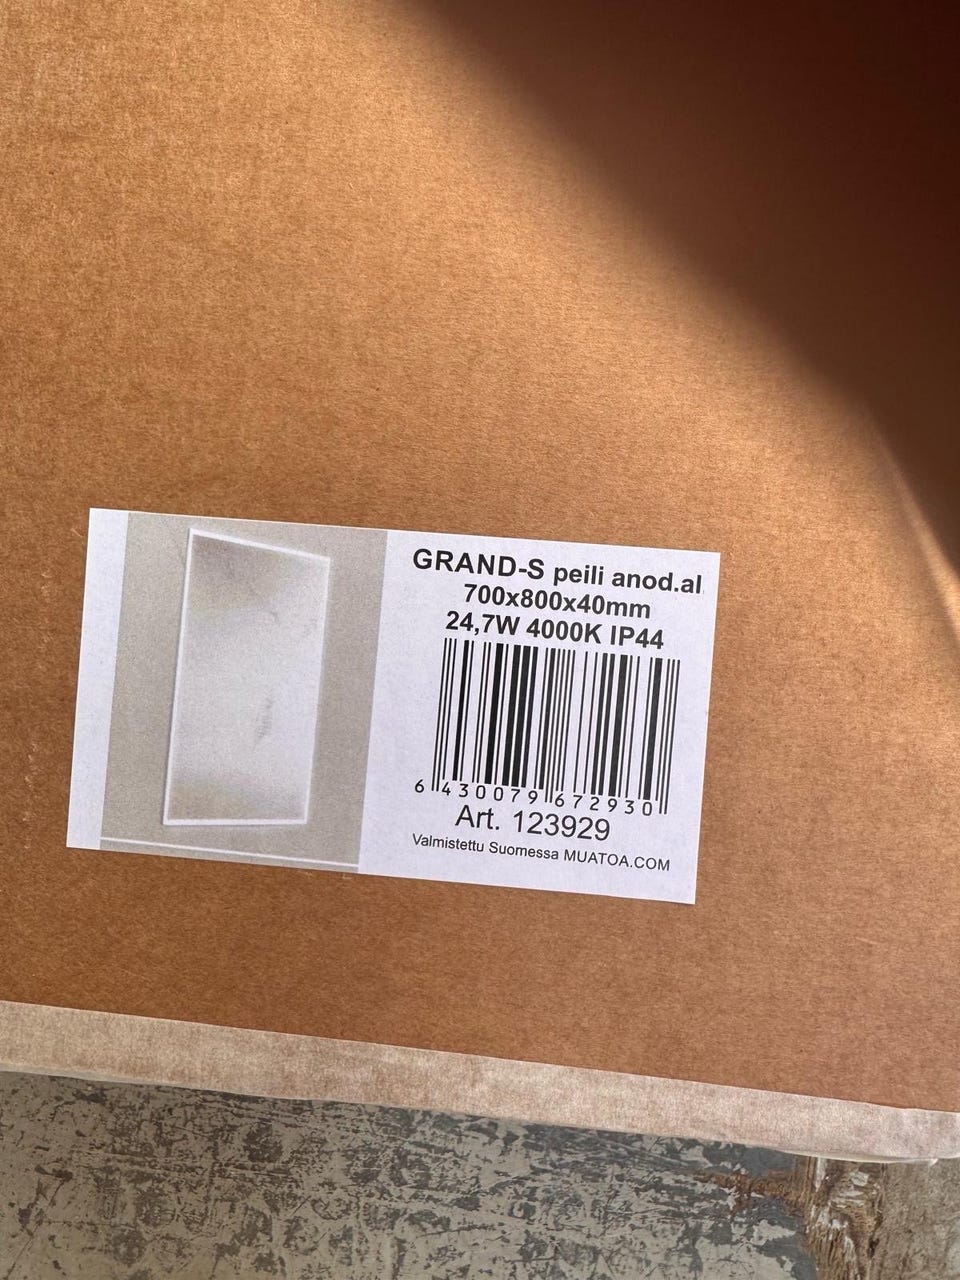 GRAND-S peili anod.al
700x800x40mm
24,7W 4000K IP44
6 430079 672930
Art. 123929
Valmistettu Suomessa MUATOA.COM